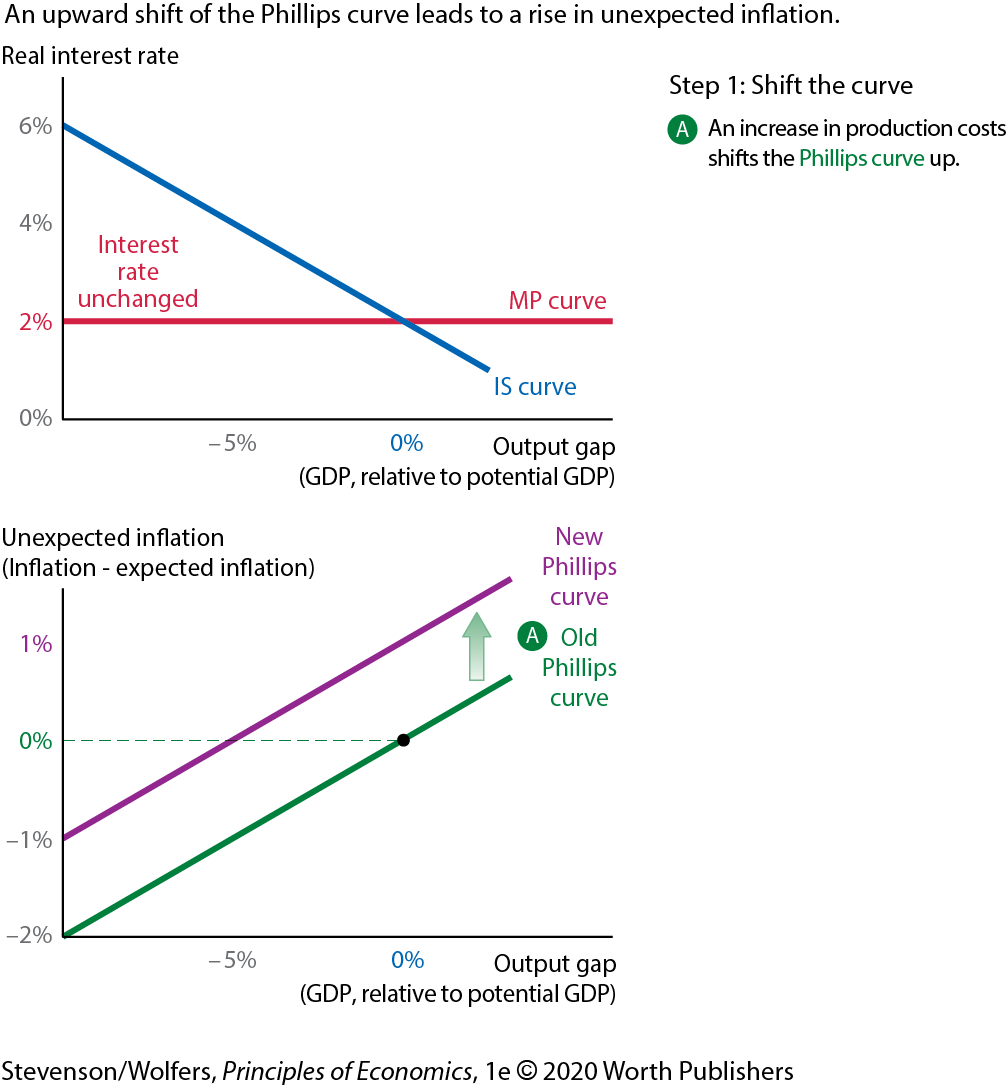 An upward shift of the Phillips curve leads to a rise in unexpected inflation.
Real interest rate
Step 1: Shift the curve
A An increase in production costs
shifts the Phillips curve up.
6%
4%
Interest
rate
unchanged
MP curve
2%
IS curve
0%
–5%
0%
Output gap
(GDP, relative to potential GDP)
Unexpected inflation
(Inflation - expected inflation)
New
Phillips
curve
1%
A Old
Phillips
curve
0%
–1%
–2%
–5%
0%
Output gap
(GDP, relative to potential GDP)
Stevenson/Wolfers, Principles of Economics, 1e © 2020 Worth Publishers